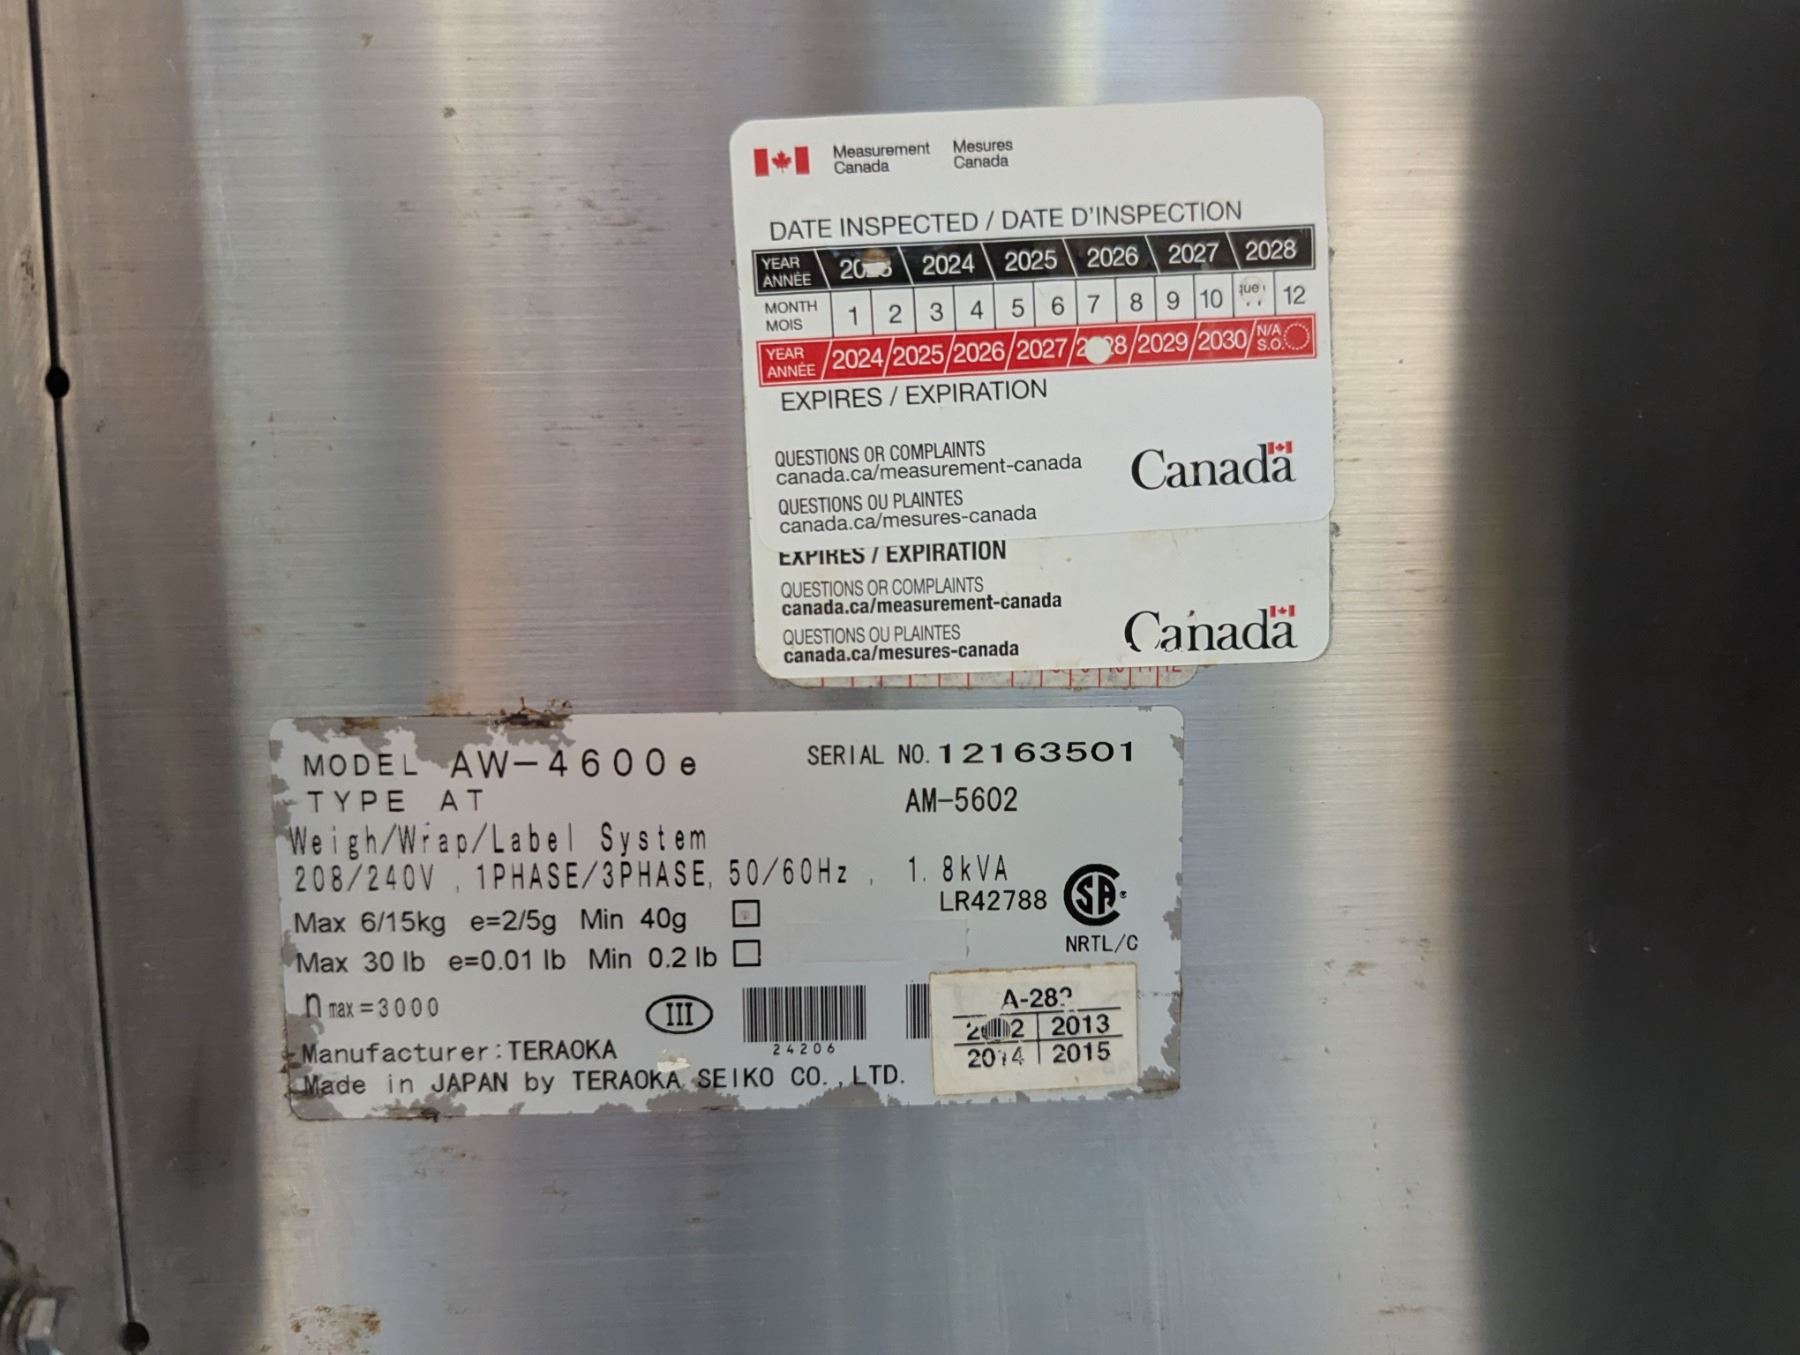 Measurement Canada
Mesures Canada
DATE INSPECTED / DATE D'INSPECTION
YEAR ANNÉE 2024 2025 2026 2027 2028
MONTH MOIS 1 2 3 4 5 6 7 8 9 10 12
YEAR ANNÉE 2024 2025 2026 2027 2029 2030 N/A S.O.
EXPIRES / EXPIRATION
QUESTIONS OR COMPLAINTS
canada.ca/measurement-canada
QUESTIONS OU PLAINTES
canada.ca/mesures-canada
Canada
EXPIRES / EXPIRATION
QUESTIONS OR COMPLAINTS
canada.ca/measurement-canada
QUESTIONS OU PLAINTES
canada.ca/mesures-canada
Canada
MODEL AW-4600e
SERIAL NO. 12163501
TYPE AT
AM-5602
Weigh/Wrap/Label System
208/240V, 1PHASE/3PHASE, 50/60Hz, 1.8kVA
LR42788
NRTL/C
Max 6/15kg e=2/5g Min 40g
Max 30 lb e=0.01 lb Min 0.2 lb
n max=3000
III
24206
2013
2014 2015
Manufacturer:TERAOKA
Made in JAPAN by TERAOKA SEIKO CO.,LTD.